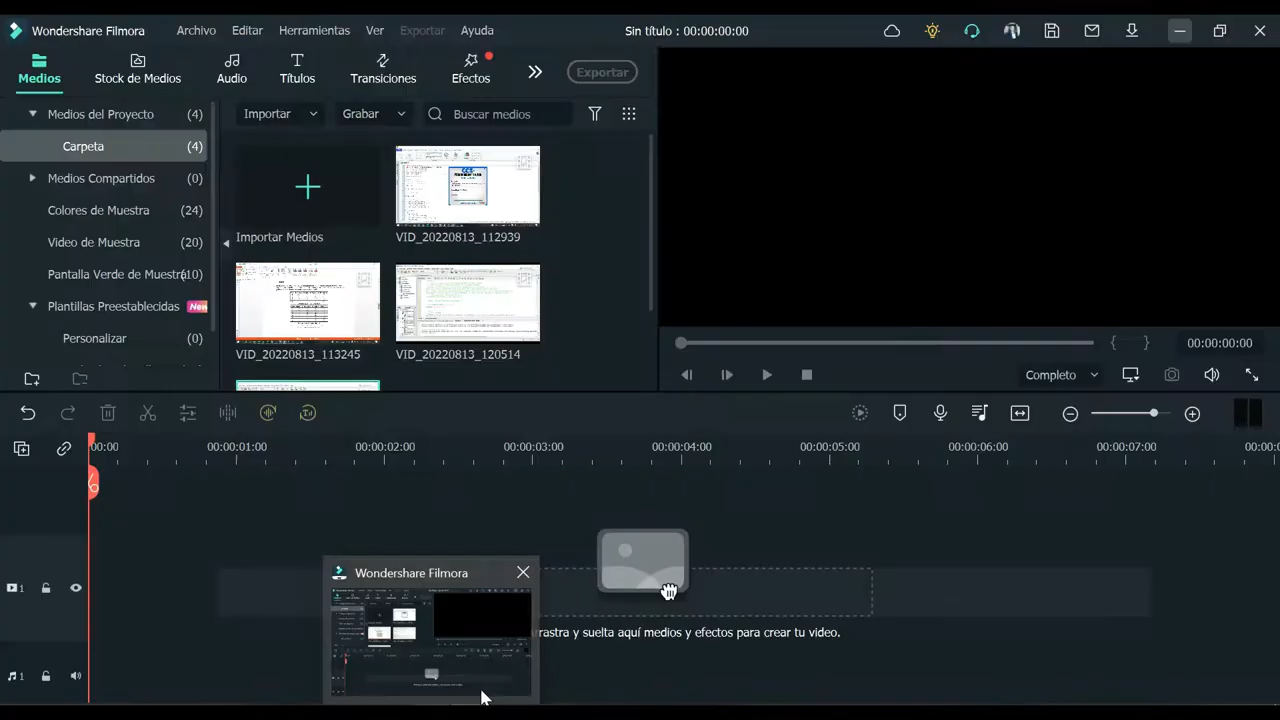 Wondershare Filmora
Archivo Editar Herramientas Ver Exportar Ayuda
Sin título : 00:00:00:00
Medios Stock de Medios Audio Títulos Transiciones Efectos
Exportar
Medios del Proyecto (4)
Carpeta (4)
Medios Compartido
Colores de Muestra (24)
Video de Muestra (20)
Pantalla Verde de Muestra
New
Personalizar (0)
Importar Grabar Buscar medios
Importar Medios
VID_20220813_112939
VID_20220813_113245
VID_20220813_120514
00:00:00:00
Completo
00:00 00:00:01:00 00:00:02:00 00:00:03:00 00:00:04:00 00:00:05:00 00:00:06:00 00:00:07:00
1
Wondershare Filmora
rastra y suelta aquí medios y efectos para crear tu video.
1